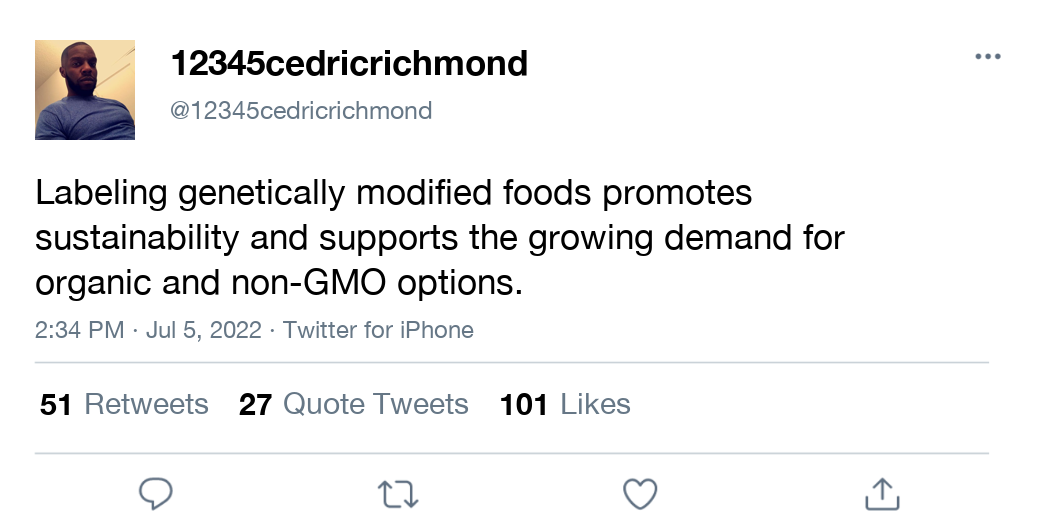 12345cedricrichmond
@12345cedricrichmond
Labeling genetically modified foods promotes
sustainability and supports the growing demand for
organic and non-GMO options.
2:34 PM · Jul 5, 2022 · Twitter for iPhone
51 Retweets 27 Quote Tweets 101 Likes